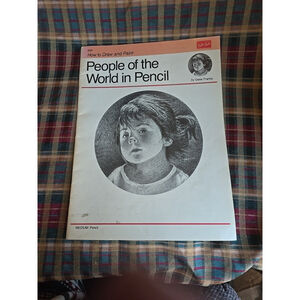 How to Draw and Paint
People of the
World in Pencil
MEDIUM: Pencil